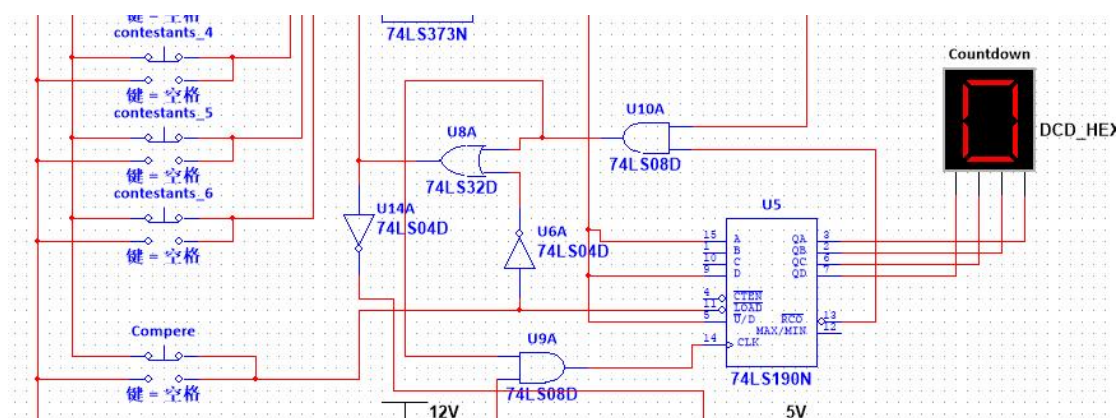 键 = 空格
contestants_4
键 = 空格
contestants_5
键 = 空格
contestants_6
键 = 空格
Compere
键 = 空格
74LS373N
U10A
74LS08D
U8A
74LS32D
U14A
74LS04D
U6A
74LS04D
U9A
74LS08D
12V
5V
U5
15 A QA 3
1 B QB 2
10 C QC 6
9 D QD 7
4 CTEN
11 LOAD
5 U/D RCO 13
MAX/MIN 12
14 CLK
74LS190N
Countdown
DCD_HEX